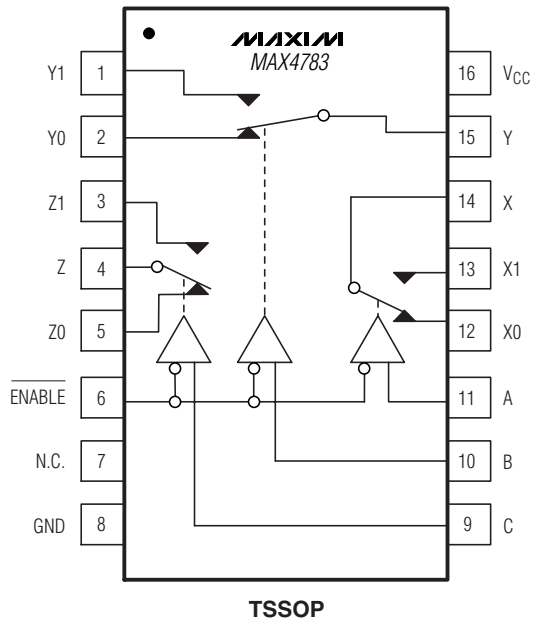 MAXIM
MAX4783
Y1 1
Y0 2
Z1 3
Z 4
Z0 5
ENABLE 6
N.C. 7
GND 8
16 VCC
15 Y
14 X
13 X1
12 X0
11 A
10 B
9 C
TSSOP